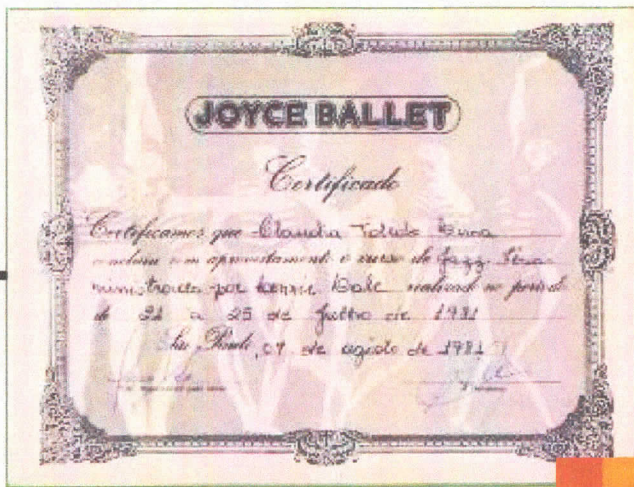 JOYCE BALLET
Certificado
Certificamos que Claudia Toledo
concluiu com aproveitamento o curso de Jazz
ministrado por Lennie Dale realizado no período
de 21 a 25 de Julho de 1981
São Paulo, 07 de agosto de 1981